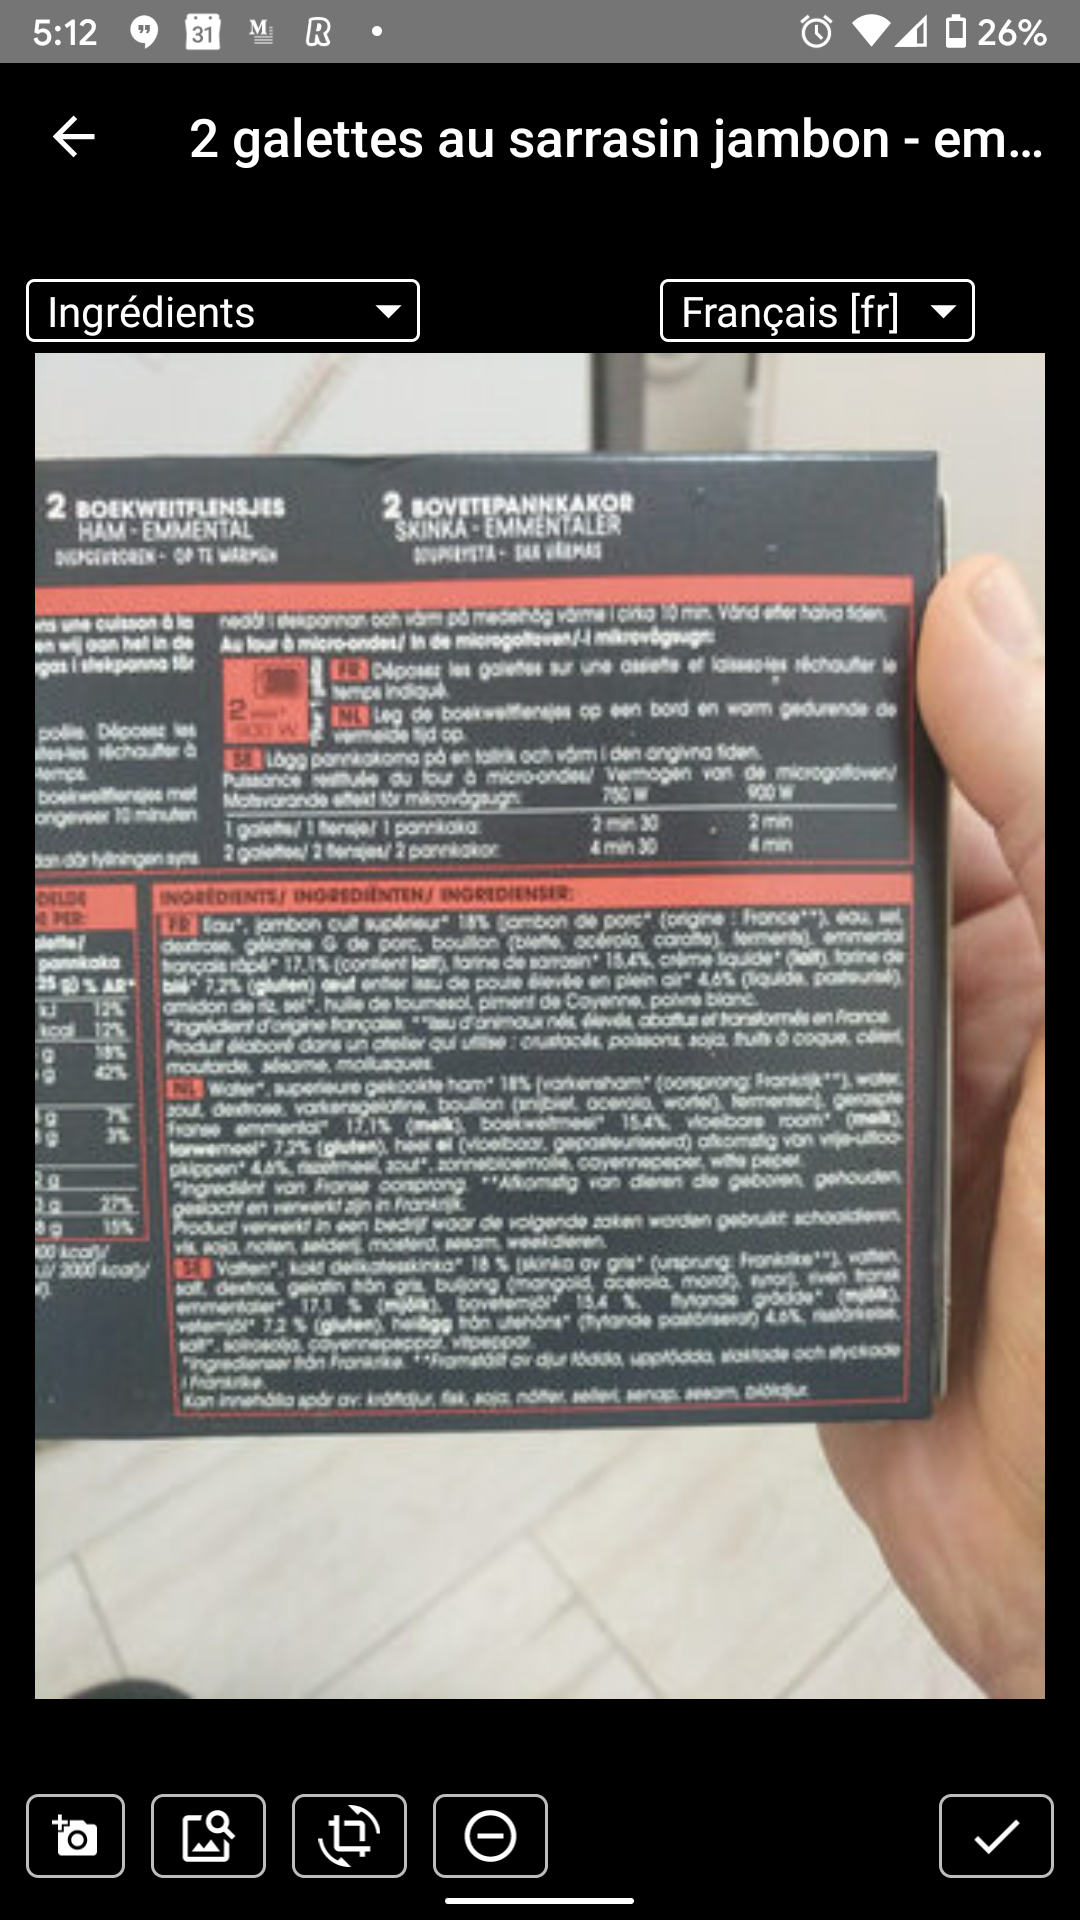 5:12
31
26%
2 galettes au sarrasin jambon - em...
Ingrédients
Français [fr]
2 BOEKWEITFLENSJES
HAM - EMMENTAL
DIEPGEVROREN - OP TE WARMEN
2 BOVETEPANNKAKOR
SKINKA - EMMENTALER
DJUPFRYSTA - SKA VÄRMAS
ns une cuisson à la
en wij aan het in de
gas i stekpanna för
poêle. Déposez les
tes-les réchauffer à
temps.
boekweitflensjes met
ongeveer 10 minuten
dan där fyllningen syns
nedåt i stekpannan och värm på medelhög värme i cirka 10 min. Vänd efter halva tiden.
Au four à micro-ondes/ In de microgolfoven/ I mikrovågsugn:
2
900 W
FR Déposez les galettes sur une assiette et laissez-les réchauffer le
temps indiqué.
NL Leg de boekweitflensjes op een bord en warm gedurende de
vermelde tijd op.
SE Lägg pannkakorna på en tallrik och värm i den angivna tiden.
Puissance restituée du four à micro-ondes/ Vermogen van de microgolfoven/
Motsvarande effekt för mikrovågsugn: 750 W 900 W
1 galette/ 1 flensje/ 1 pannkaka: 2 min 30 2 min
2 galettes/ 2 flensjes/ 2 pannkakor: 4 min 30 4 min
DELDE
E PER:
alette/
pannkaka
25 g) % AR*
kJ 12%
kcal 12%
g 18%
g 42%
g 7%
g 3%
g
g 27%
g 15%
00 kcal)/
kJ/ 2000 kcal)/
INGRÉDIENTS/ INGREDIËNTEN/ INGREDIENSER:
FR Eau*, jambon cuit supérieur* 18% (jambon de porc* (origine : France**), eau, sel,
dextrose, gélatine G de porc, bouillon (blette, acérola, carotte), ferments), emmental
français râpé* 17,1% (contient lait), farine de sarrasin* 15,4%, crème liquide* (lait), farine de
blé* 7,2% (gluten) œuf entier issu de poule élevée en plein air* 4,6% (liquide, pasteurisé),
amidon de riz, sel*, huile de tournesol, piment de Cayenne, poivre blanc.
*Ingrédient d'origine française. **Issu d'animaux nés, élevés, abattus et transformés en France.
Produit élaboré dans un atelier qui utilise : crustacés, poissons, soja, fruits à coque, céleri,
moutarde, sésame, mollusques.
NL Water*, superieure gekookte ham* 18% (varkensham* (oorsprong: Frankrijk**), water,
zout, dextrose, varkensgelatine, bouillon (snijbiet, acerola, wortel), fermenten), geraspte
Franse emmental* 17,1% (melk), boekweitmeel* 15,4%, vloeibare room* (melk),
tarwemeel* 7,2% (gluten), heel ei (vloeibaar, gepasteuriseerd) afkomstig van vrije-uitloo-
pkippen* 4,6%, rijstzetmeel, zout*, zonnebloemolie, cayennepeper, witte peper.
*Ingrediënt van Franse oorsprong **Afkomstig van dieren die geboren, gehouden,
geslacht en verwerkt zijn in Frankrijk.
Product verwerkt in een bedrijf waar de volgende zaken worden gebruikt: schaaldieren,
vis, soja, noten, selderij, mosterd, sesam, weekdieren.
SE Vatten*, kokt delikatesskinka* 18 % (skinka av gris* (ursprung: Frankrike**), vatten,
salt, dextros, gelatin från gris, buljong (mangold, acerola, morot), syror), riven fransk
emmentaler* 17,1 % (mjölk), bovetemjöl* 15,4 %, flytande grädde* (mjölk),
vetemjöl* 7,2 % (gluten), helägg från utehöns* (flytande pastöriserat) 4,6%, risstärkelse,
salt*, solrosolja, cayennepeppar, vitpeppar.
*Ingredienser från Frankrike. **Framställt av djur födda, uppfödda, slaktade och styckade
i Frankrike.
Kan innehålla spår av: kräftdjur, fisk, soja, nötter, selleri, senap, sesam, blötdjur.